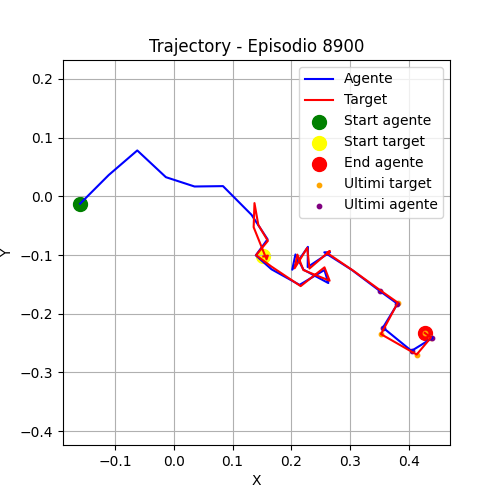 Trajectory - Episodio 8900
Agente
Target
Start agente
Start target
End agente
Ultimi target
Ultimi agente
0.2
0.1
0.0
−0.1
−0.2
−0.3
−0.4
Y
−0.1
0.0
0.1
0.2
0.3
0.4
X